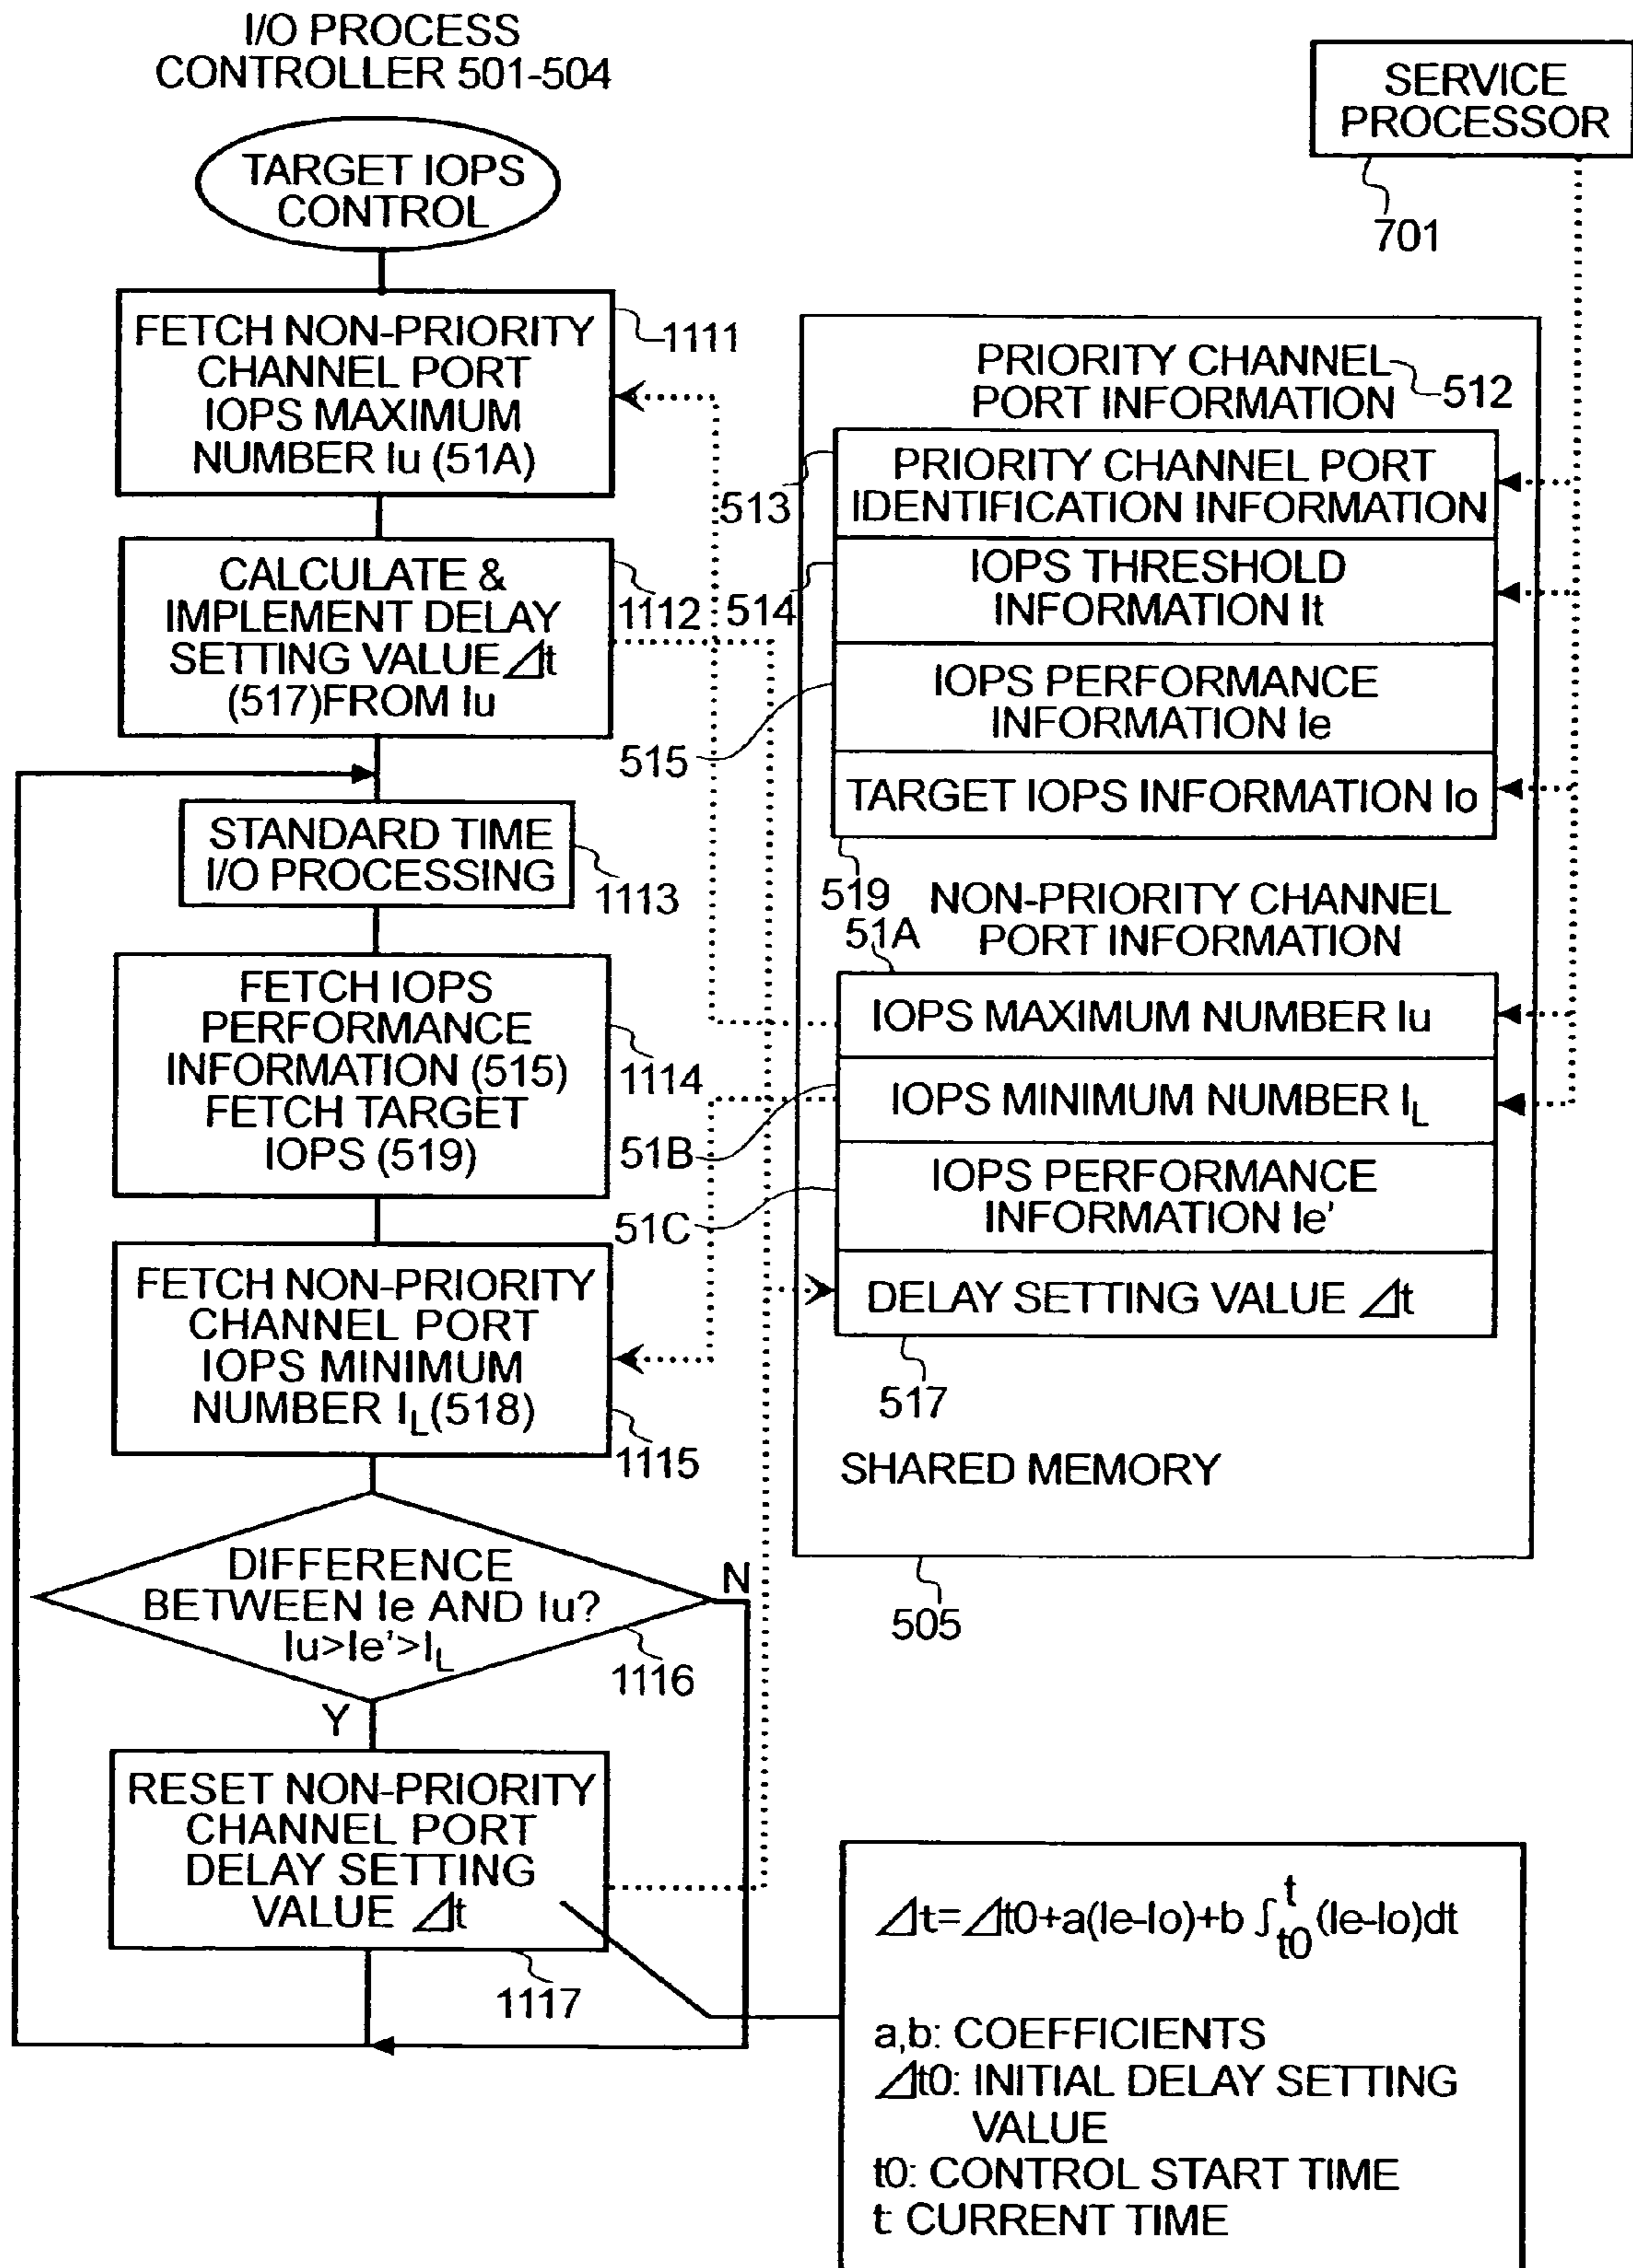 I/O PROCESS
CONTROLLER 501-504
TARGET IOPS
CONTROL
FETCH NON-PRIORITY
CHANNEL PORT
IOPS MAXIMUM
NUMBER Iu (51A)
1111
CALCULATE &
IMPLEMENT DELAY
SETTING VALUE ⊿t
(517)FROM Iu
1112
STANDARD TIME
I/O PROCESSING
1113
FETCH IOPS
PERFORMANCE
INFORMATION (515)
FETCH TARGET
IOPS (519)
1114
FETCH NON-PRIORITY
CHANNEL PORT
IOPS MINIMUM
NUMBER IL(518)
1115
DIFFERENCE
BETWEEN Ie AND Iu?
Iu>Ie'>IL
N
1116
Y
RESET NON-PRIORITY
CHANNEL PORT
DELAY SETTING
VALUE ⊿t
1117
SERVICE
PROCESSOR
701
PRIORITY CHANNEL
PORT INFORMATION
512
513
PRIORITY CHANNEL PORT
IDENTIFICATION INFORMATION
514
IOPS THRESHOLD
INFORMATION It
515
IOPS PERFORMANCE
INFORMATION Ie
TARGET IOPS INFORMATION Io
519
NON-PRIORITY CHANNEL
PORT INFORMATION
51A
IOPS MAXIMUM NUMBER Iu
IOPS MINIMUM NUMBER IL
51B
IOPS PERFORMANCE
INFORMATION Ie'
51C
DELAY SETTING VALUE ⊿t
517
SHARED MEMORY
505
⊿t=⊿t0+a(Ie-Io)+b ∫t0t(Ie-Io)dt
a,b: COEFFICIENTS
⊿t0: INITIAL DELAY SETTING
VALUE
t0: CONTROL START TIME
t: CURRENT TIME